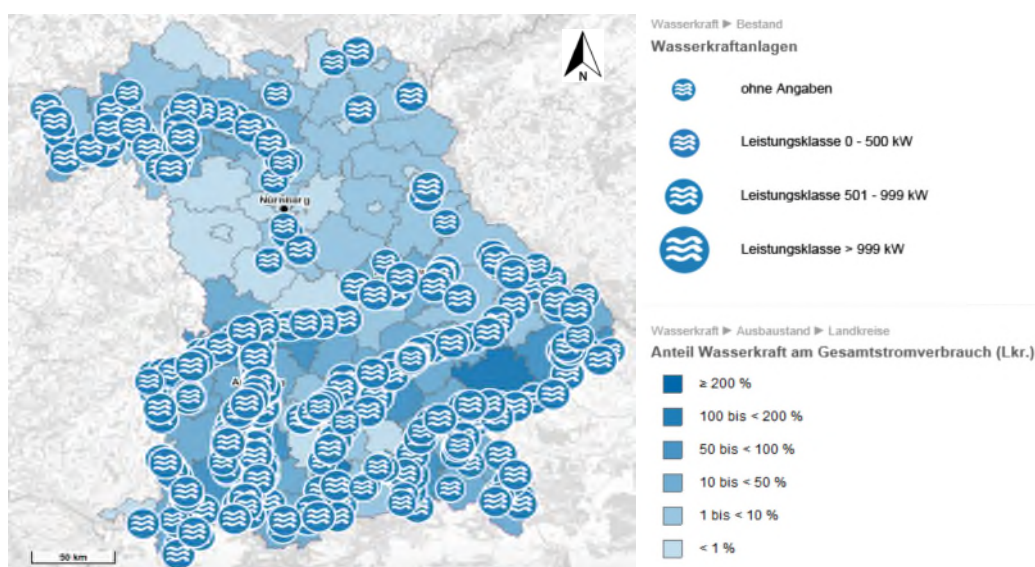 N
Nürnberg
50 km
Wasserkraft ▶ Bestand
Wasserkraftanlagen
ohne Angaben
Leistungsklasse 0 - 500 kW
Leistungsklasse 501 - 999 kW
Leistungsklasse > 999 kW
Wasserkraft ▶ Ausbaustand ▶ Landkreise
Anteil Wasserkraft am Gesamtstromverbrauch (Lkr.)
≥ 200 %
100 bis < 200 %
50 bis < 100 %
10 bis < 50 %
1 bis < 10 %
< 1 %